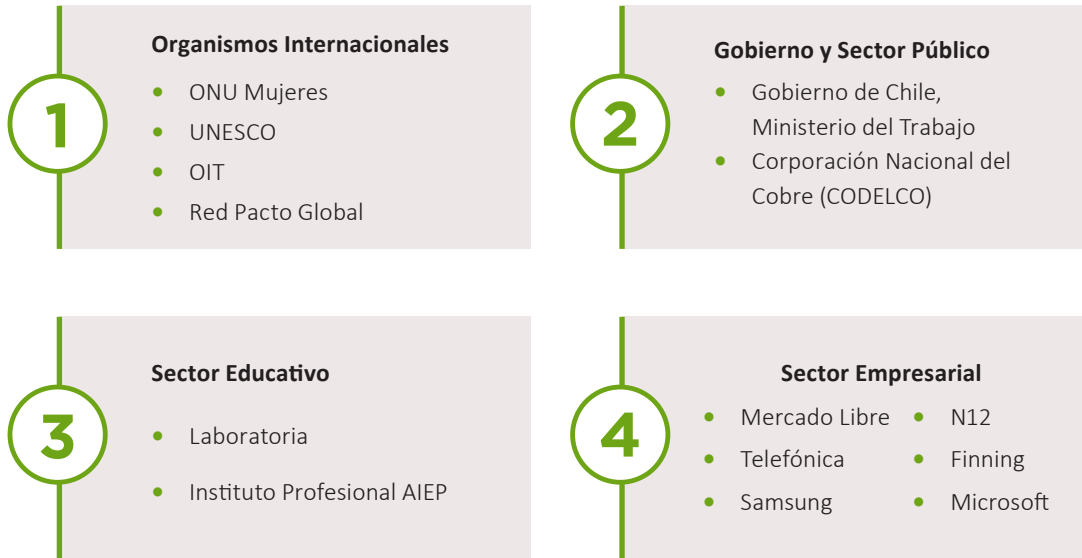 1
Organismos Internacionales
• ONU Mujeres
• UNESCO
• OIT
• Red Pacto Global
2
Gobierno y Sector Público
• Gobierno de Chile,
Ministerio del Trabajo
• Corporación Nacional del
Cobre (CODELCO)
3
Sector Educativo
• Laboratoria
• Instituto Profesional AIEP
4
Sector Empresarial
• Mercado Libre
• Telefónica
• Samsung
• N12
• Finning
• Microsoft